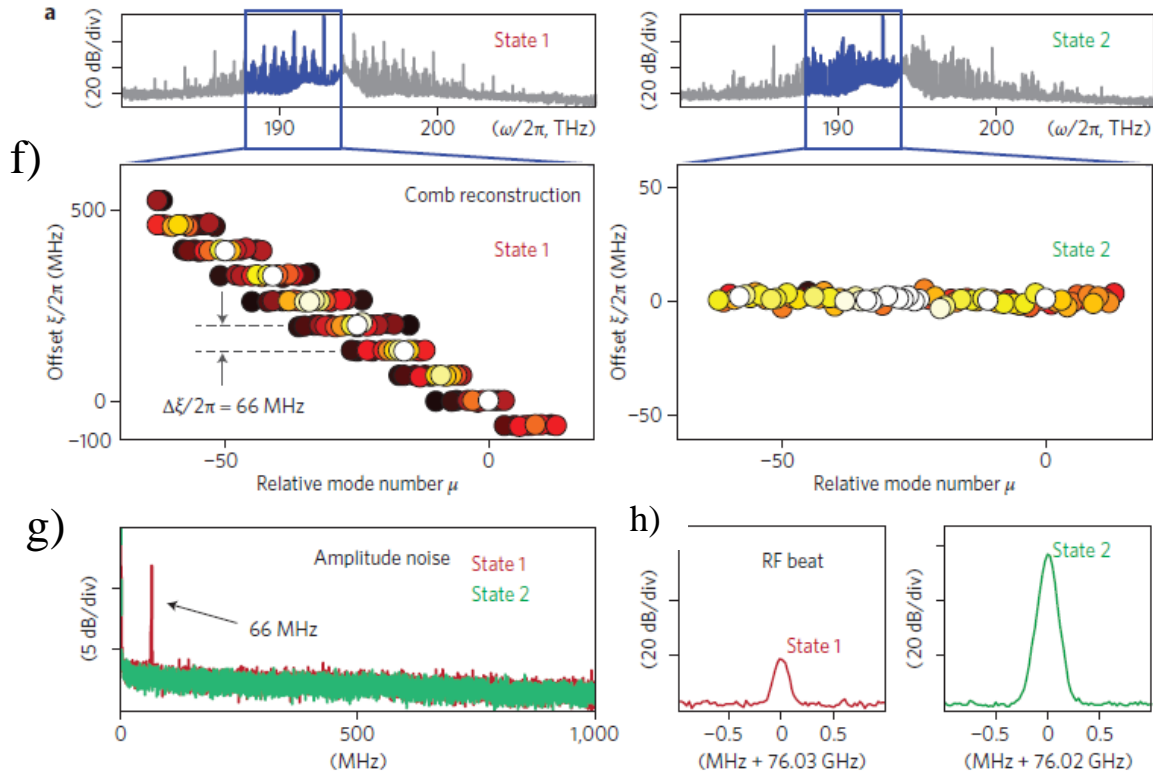 a
(20 dB/div)
State 1
190
200
(ω/2π, THz)
(20 dB/div)
State 2
190
200
(ω/2π, THz)
f)
Offset ξ/2π (MHz)
500
0
−100
Comb reconstruction
State 1
Δξ/2π = 66 MHz
−50
0
Relative mode number μ
Offset ξ/2π (MHz)
50
0
−50
State 2
−50
0
Relative mode number μ
g)
(5 dB/div)
Amplitude noise
State 1
State 2
66 MHz
0
500
1,000
(MHz)
h)
(20 dB/div)
RF beat
State 1
−0.5
0
0.5
(MHz + 76.03 GHz)
(20 dB/div)
State 2
−0.5
0
0.5
(MHz + 76.02 GHz)